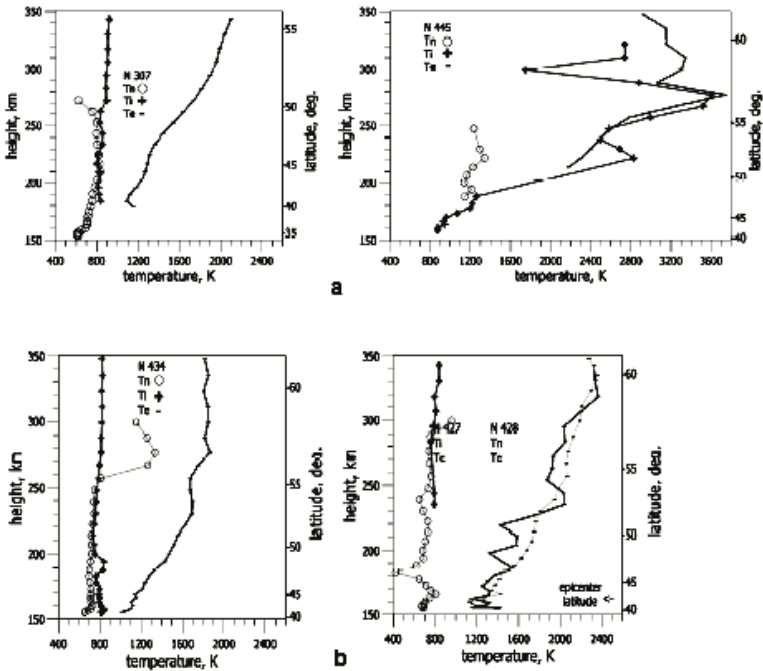 350
300
250
200
150
height, km
N 307
Tn
Ti
Te -
55
50
45
40
35
latitude, deg.
400 800 1200 1600 2000 2400
temperature, K
350
300
250
200
150
height, km
N 445
Tn
Ti
Te -
60
55
50
45
40
latitude, deg.
400 800 1200 1600 2000 2400 2800 3200 3600
temperature, K
a
350
300
250
200
150
height, km
N 434
Tn
Ti
Te -
60
55
50
45
40
latitude, deg.
400 800 1200 1600 2000 2400
temperature, K
350
300
250
200
150
height, km
N 427 N 428
Ti Tn
Te Te
60
55
50
45
40
latitude, deg.
epicenter
latitude
400 800 1200 1600 2000 2400
temperature, K
b